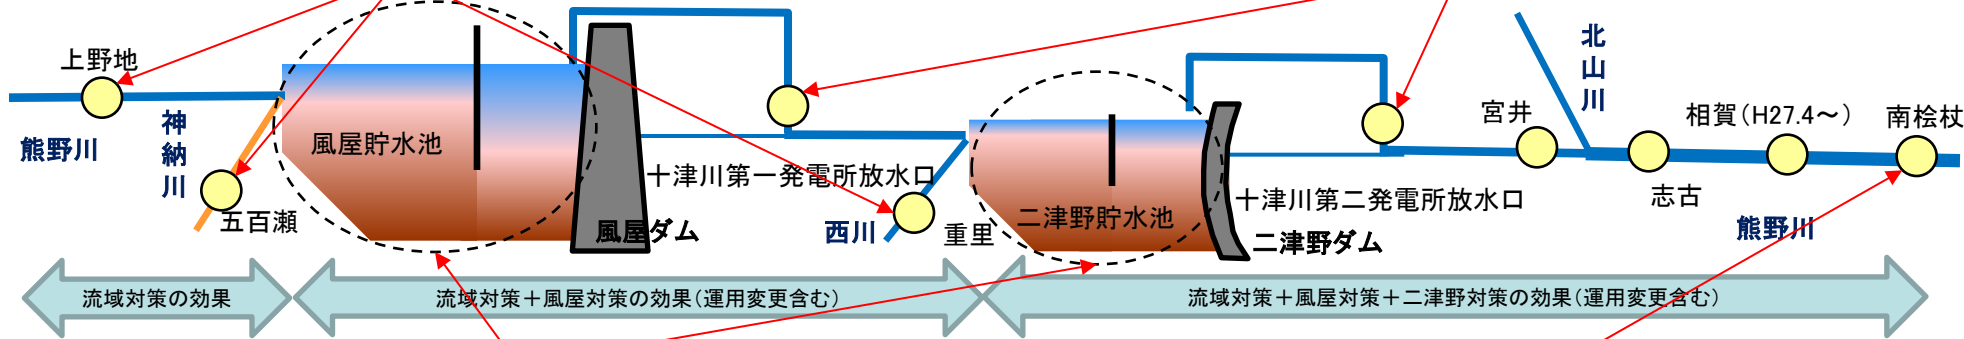 上野地
熊野川
神納川
五百瀬
風屋貯水池
風屋ダム
十津川第一発電所放水口
西川
重里
二津野貯水池
二津野ダム
十津川第二発電所放水口
宮井
北山川
志古
相賀(H27.4～)
南桧杖
熊野川
流域対策の効果
流域対策＋風屋対策の効果(運用変更含む)
流域対策＋風屋対策＋二津野対策の効果(運用変更含む)